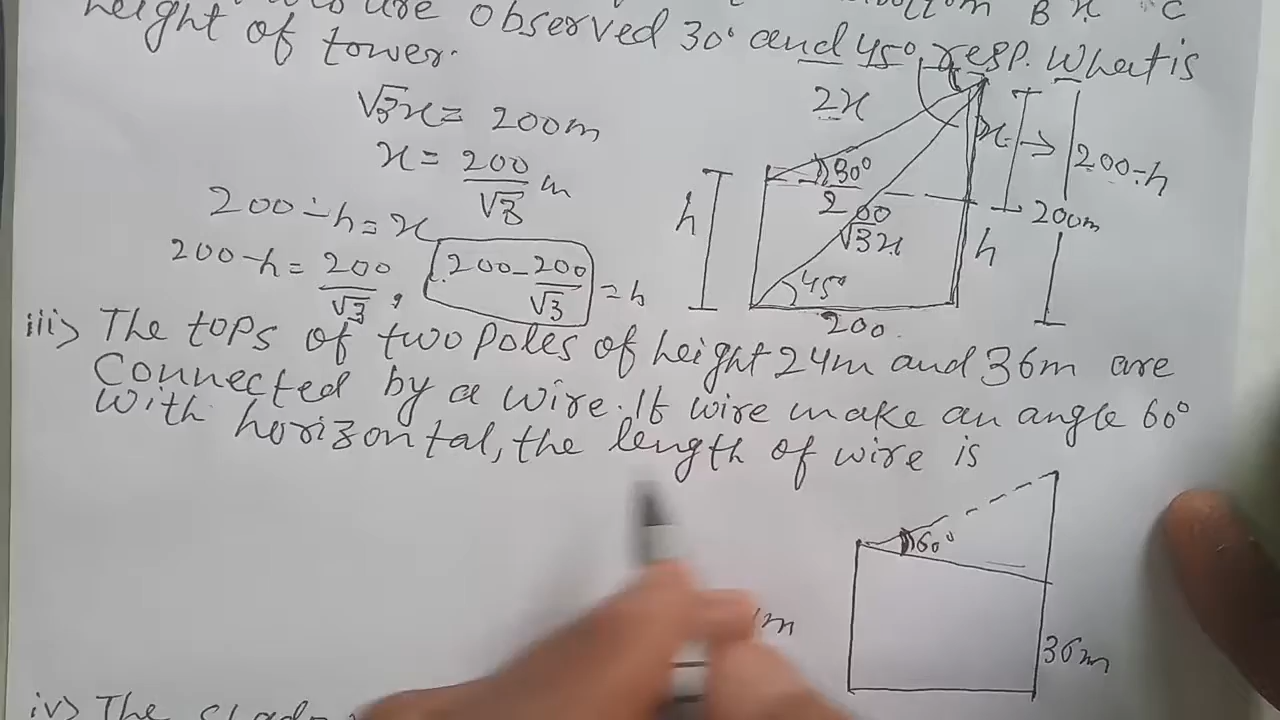 bottom B x C
height of tower.
are observed 30° and 45° resp. What is
√3x = 200m
x = 200/√3 m
200-h = x
200-h = 200/√3, 200-200/√3 = h
2x
30°
200
√3x
45°
200
h
x → 200-h
200m
h
iii> The tops of two poles of height 24m and 36m are
Connected by a wire. If wire make an angle 60°
with horizontal, the length of wire is
60°
m
36m
iv> The